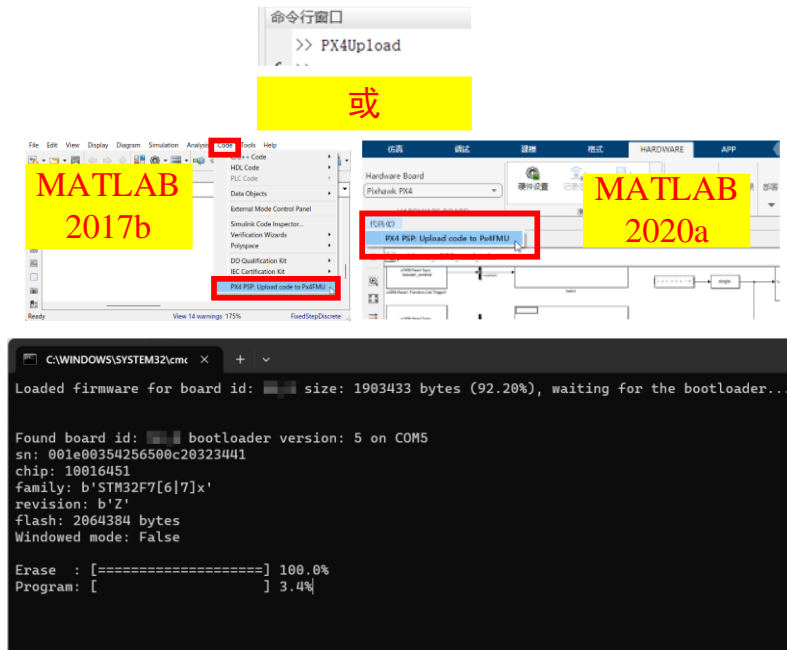 命令行窗口
>> PX4Upload
或
File Edit View Display Diagram Simulation Analysis Code Tools Help
C/C++ Code
HDL Code
PLC Code
Data Objects
External Mode Control Panel
Simulink Code Inspector...
Verification Wizards
Polyspace
DO Qualification Kit
IEC Certification Kit
PX4 PSP: Upload code to Px4FMU
Ready View 14 warnings 175% FixedStepDiscrete
MATLAB
2017b
仿真 调试 建模 格式 HARDWARE APP
Hardware Board
Pixhawk PX4
硬件设置
HARDWARE BOARD
代码(C)
PX4 PSP: Upload code to Px4FMU
MATLAB
2020a
部署
single
C:\WINDOWS\SYSTEM32\cmc
Loaded firmware for board id: size: 1903433 bytes (92.20%), waiting for the bootloader...
Found board id: bootloader version: 5 on COM5
sn: 001e00354256500c20323441
chip: 10016451
family: b'STM32F7[6|7]x'
revision: b'Z'
flash: 2064384 bytes
Windowed mode: False
Erase : [====================] 100.0%
Program: [ ] 3.4%